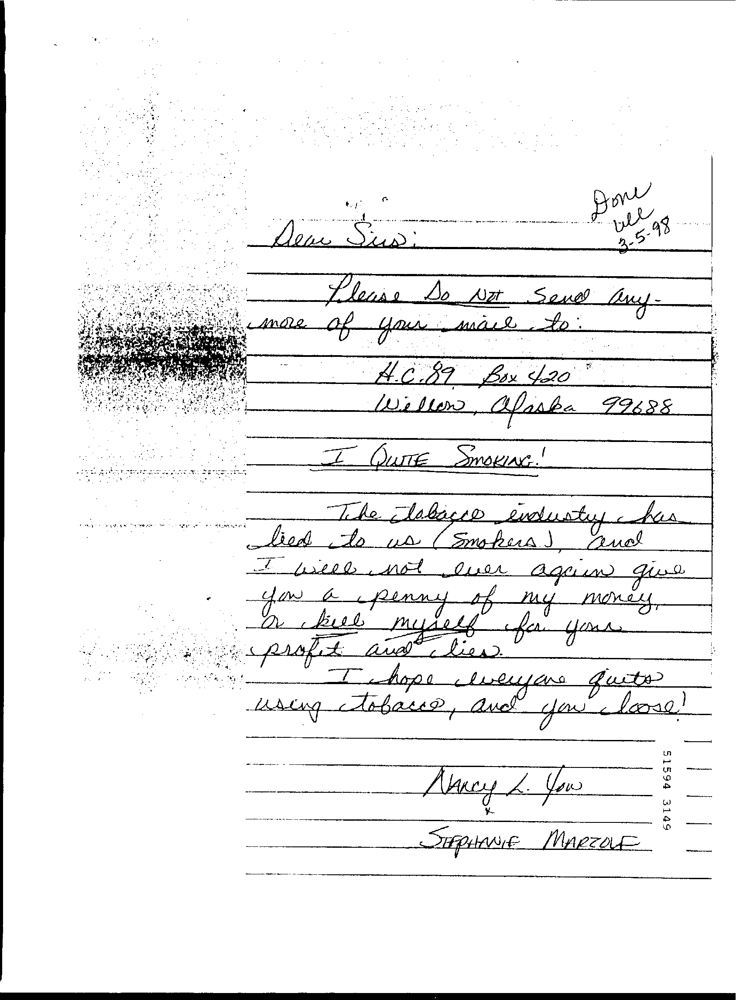 Done
3-5-98
Dear Sirs:
Please Do Not Send any-
more of your mail to:
H.C. 89 Box 420
Willow, Alaska 99688
I QUITE SMOKING!
The tobacco industry has
lied to us (Smokers), and
I will not ever again give
you a penny of my money,
or kill myself for your
profit and lies.
I hope everyone quits
using tobacco, and you loose!
NANCY L. You
&
STEPHANIE MARZOLF
51594 3149